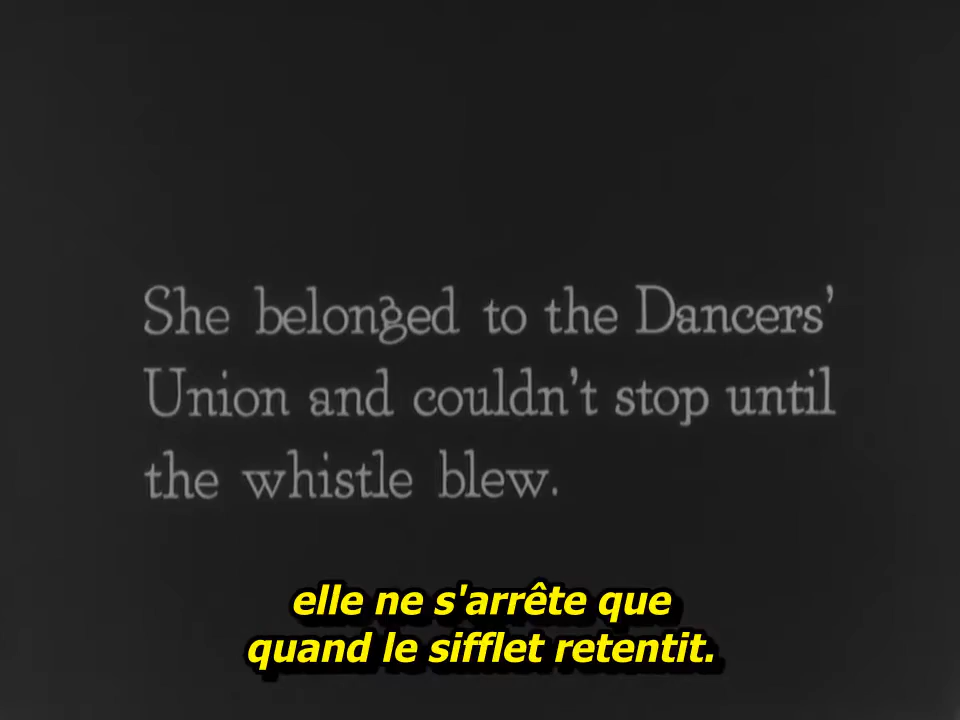 She belonged to the Dancers’
Union and couldn’t stop until
the whistle blew.
elle ne s'arrête que
quand le sifflet retentit.